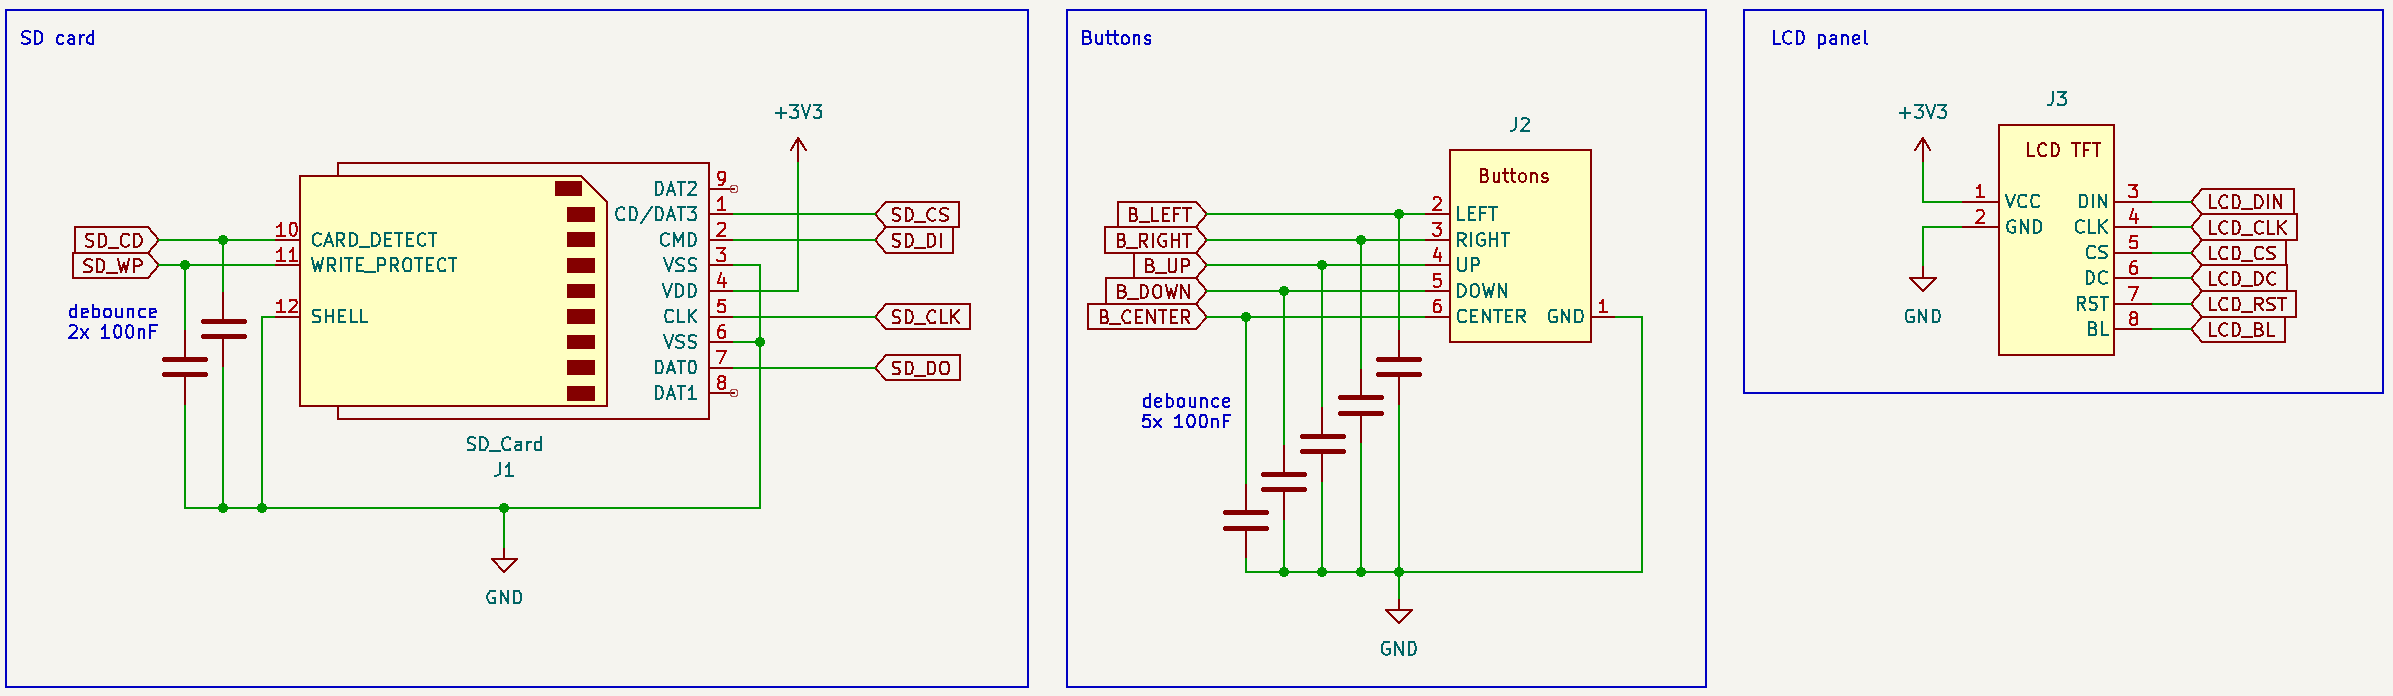 SD card
+3V3
9
DAT2
1
CD/DAT3
SD_CS
SD_CD
10
CARD_DETECT
2
CMD
SD_DI
SD_WP
11
WRITE_PROTECT
3
VSS
4
VDD
debounce
2x 100nF
12
SHELL
5
CLK
SD_CLK
6
VSS
7
DAT0
SD_DO
8
DAT1
SD_Card
J1
GND
Buttons
J2
Buttons
B_LEFT
2
LEFT
B_RIGHT
3
RIGHT
B_UP
4
UP
B_DOWN
5
DOWN
B_CENTER
6
CENTER
GND
1
debounce
5x 100nF
GND
LCD panel
J3
+3V3
LCD TFT
1
VCC
DIN
3
LCD_DIN
2
GND
CLK
4
LCD_CLK
CS
5
LCD_CS
DC
6
LCD_DC
RST
7
LCD_RST
BL
8
LCD_BL
GND